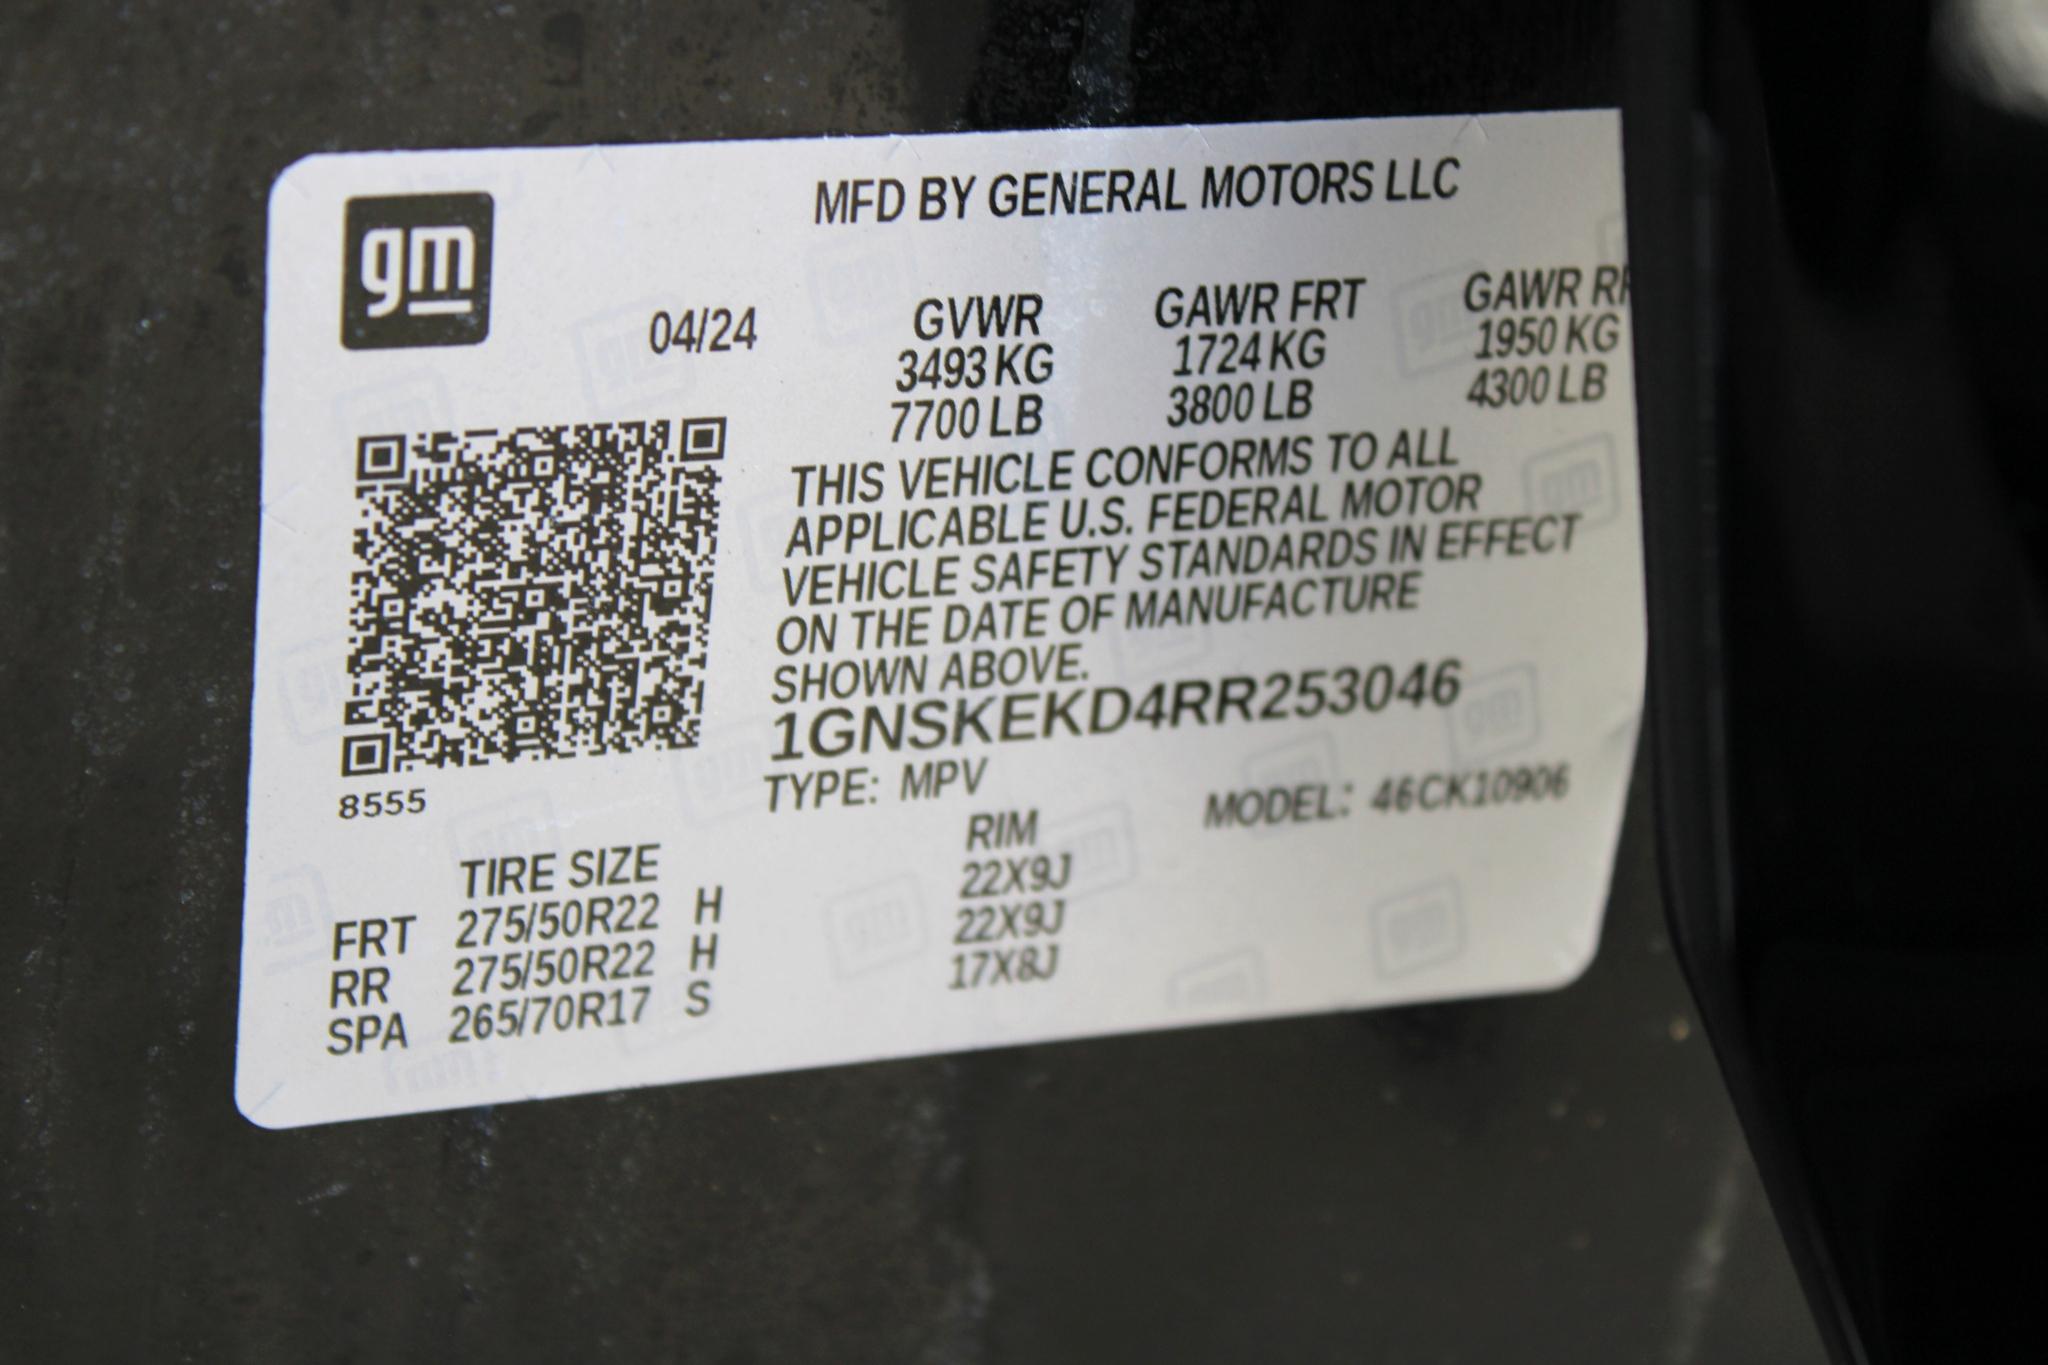 gm
MFD BY GENERAL MOTORS LLC
04/24 GVWR GAWR FRT GAWR RR
3493 KG 1724 KG 1950 KG
7700 LB 3800 LB 4300 LB
THIS VEHICLE CONFORMS TO ALL
APPLICABLE U.S. FEDERAL MOTOR
VEHICLE SAFETY STANDARDS IN EFFECT
ON THE DATE OF MANUFACTURE
SHOWN ABOVE.
1GNSKEKD4RR253046
8555
TYPE: MPV MODEL: 46CK10906
TIRE SIZE RIM
FRT 275/50R22 H 22X9J
RR 275/50R22 H 22X9J
SPA 265/70R17 S 17X8J